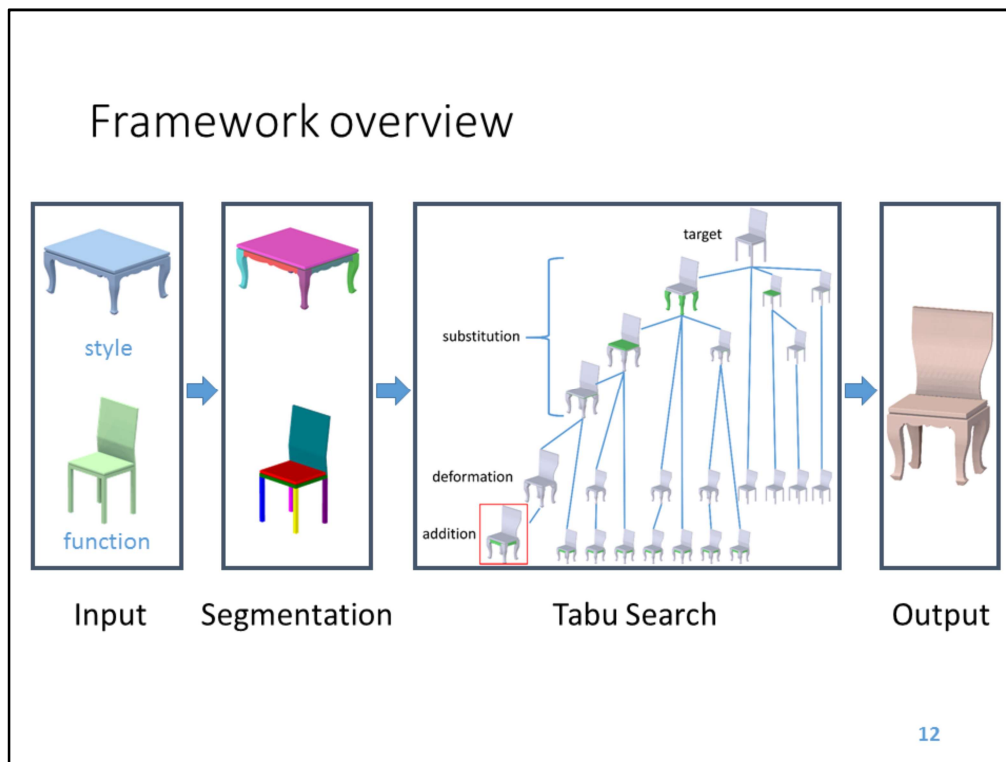 Framework overview
style
function
target
substitution
deformation
addition
Input
Segmentation
Tabu Search
Output
12